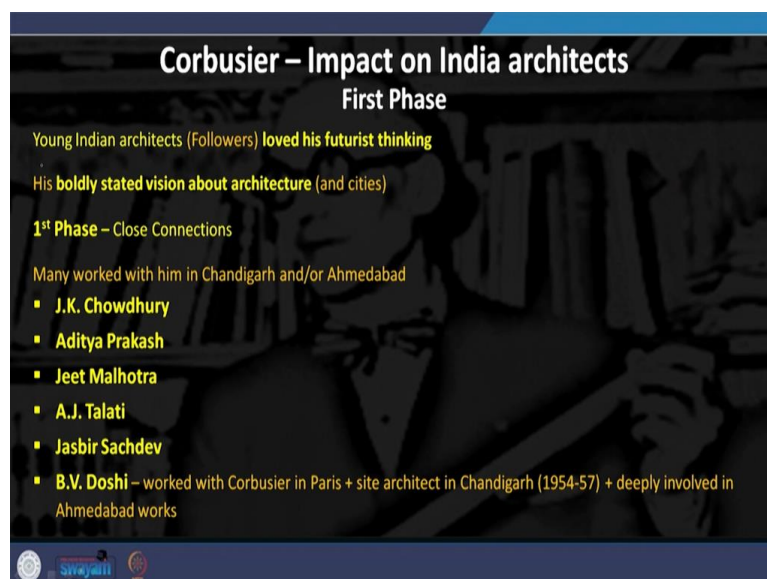 Corbusier – Impact on India architects
First Phase
Young Indian architects (Followers) loved his futurist thinking
.
His boldly stated vision about architecture (and cities)
1st Phase – Close Connections
Many worked with him in Chandigarh and/or Ahmedabad
▪ J.K. Chowdhury
▪ Aditya Prakash
▪ Jeet Malhotra
▪ A.J. Talati
▪ Jasbir Sachdev
▪ B.V. Doshi – worked with Corbusier in Paris + site architect in Chandigarh (1954-57) + deeply involved in
Ahmedabad works
swayam